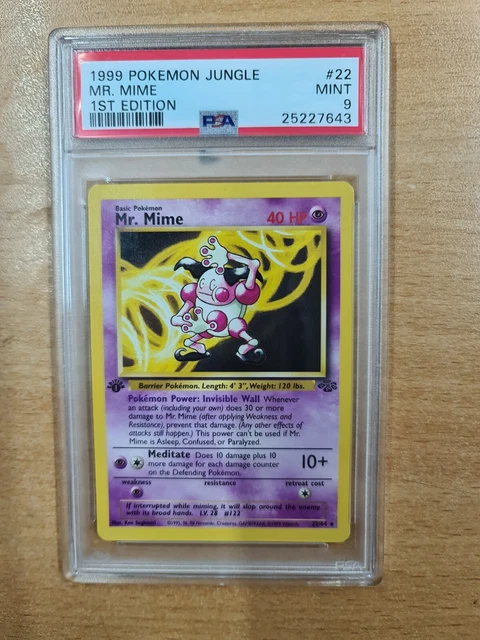 1999 POKEMON JUNGLE #22
MR. MIME MINT
1ST EDITION 9
PSA 25227643
Basic Pokémon
Mr. Mime 40 HP
Barrier Pokémon. Length: 4' 3", Weight: 120 lbs.
Pokémon Power: Invisible Wall Whenever
an attack (including your own) does 30 or more
damage to Mr. Mime (after applying Weakness and
Resistance), prevent that damage. (Any other effects of
attacks still happen.) This power can't be used if Mr.
Mime is Asleep, Confused, or Paralyzed.
Meditate Does 10 damage plus 10
more damage for each damage counter
on the Defending Pokémon. 10+
weakness resistance retreat cost
If interrupted while miming, it will slap around the enemy
with its broad hands. LV. 28 #122
Illus. Ken Sugimori 22/64